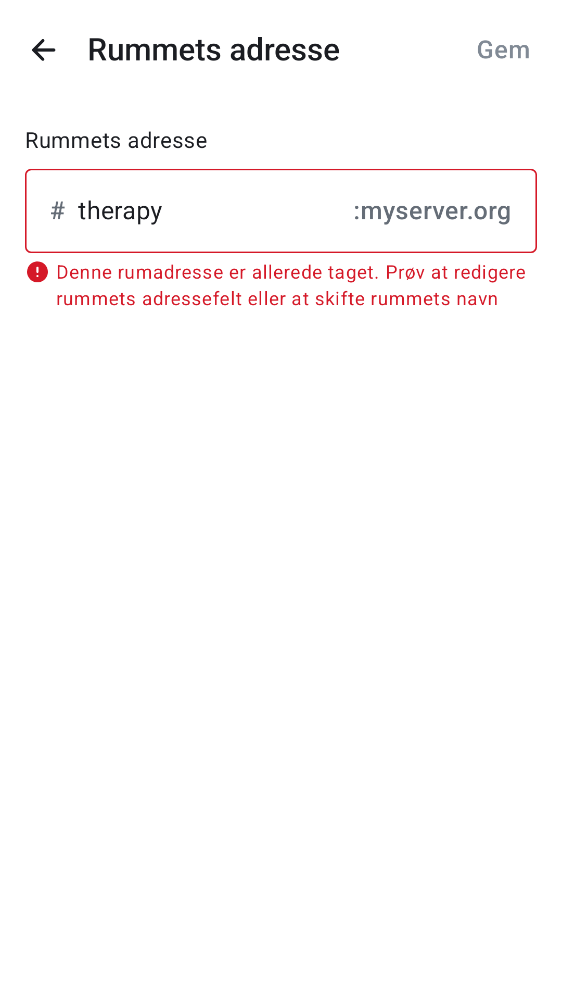 Rummets adresse
Gem
Rummets adresse
# therapy :myserver.org
Denne rumadresse er allerede taget. Prøv at redigere
rummets adressefelt eller at skifte rummets navn